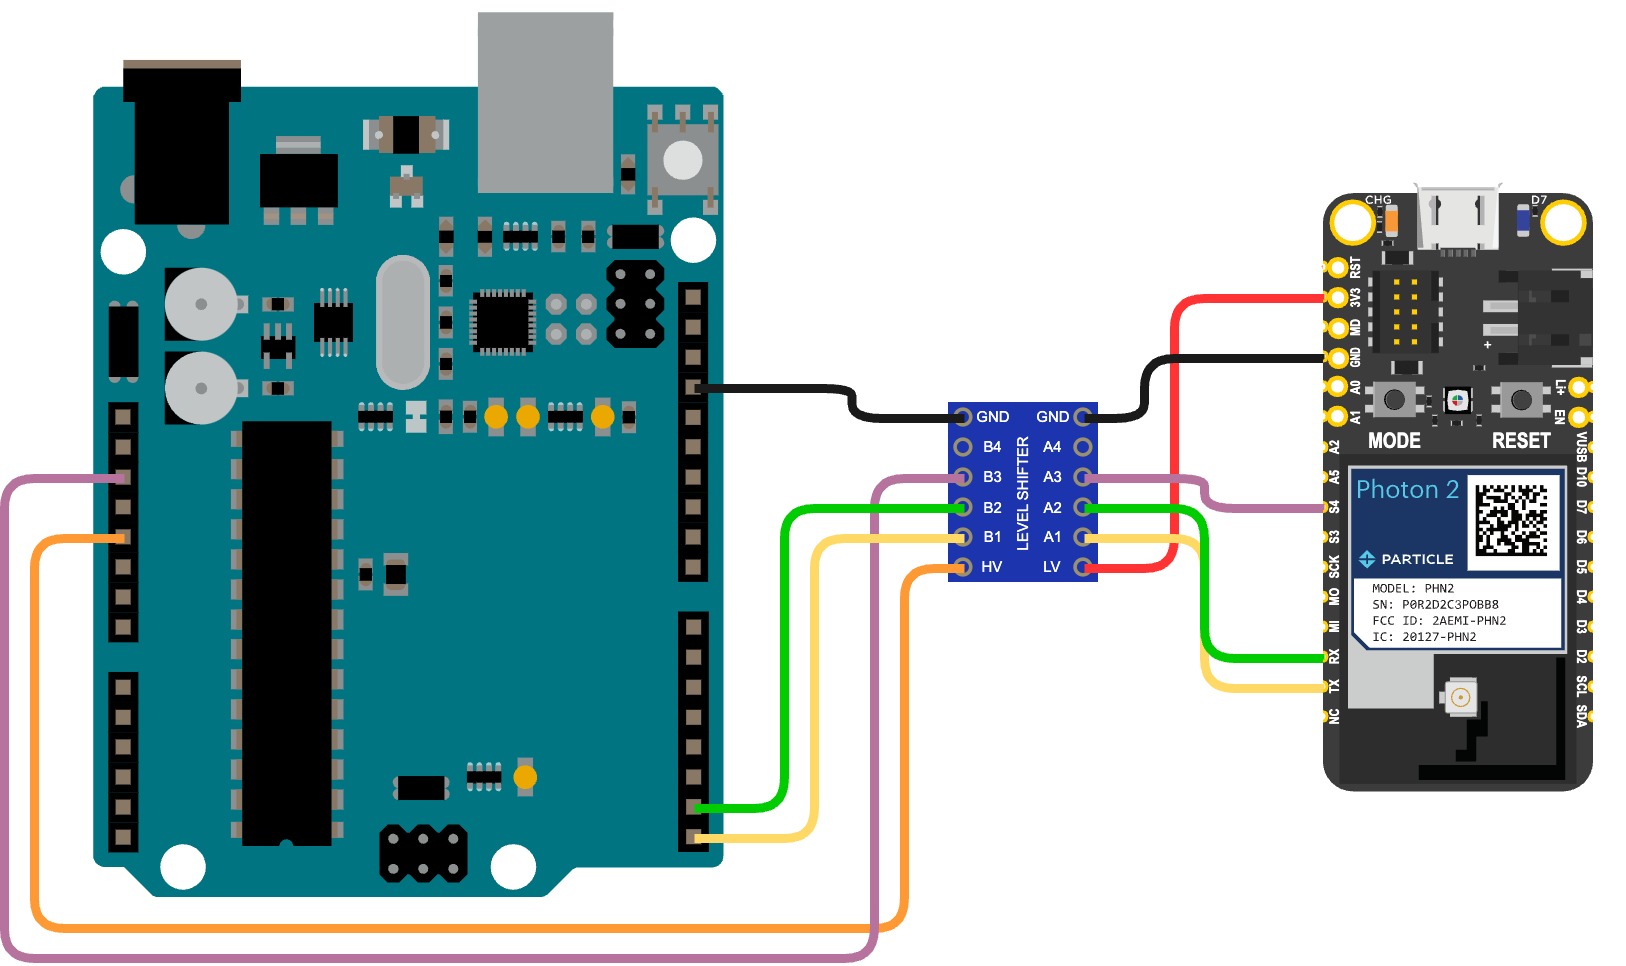 CHG
D7
RST
3V3
MD
GND
A0
A1
A2
A5
S4
S3
SCK
MO
MI
RX
TX
NC
Li+
EN
VUSB
D10
D7
D6
D5
D4
D3
D2
SCL
SDA
+
MODE
RESET
Photon 2
PARTICLE
MODEL: PHN2
SN: P0R2D2C3POBB8
FCC ID: 2AEMI-PHN2
IC: 20127-PHN2
GND GND
B4 A4
B3 A3
B2 A2
B1 A1
HV LV
LEVEL SHIFTER